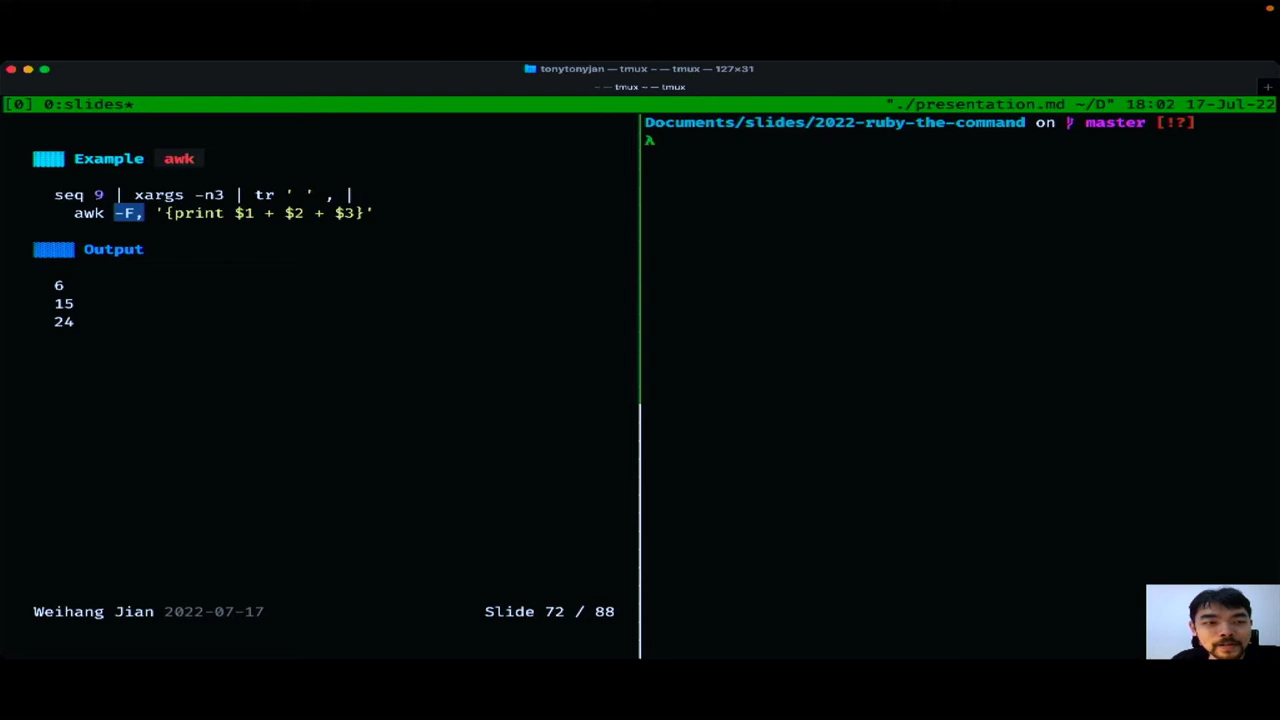 tonytonyjan — tmux - — tmux — 127×31
~ — tmux ~ — tmux
[0] 0:slides* "./presentation.md ~/D" 18:02 17-Jul-22
Example awk
seq 9 | xargs -n3 | tr ' ' , |
awk -F, '{print $1 + $2 + $3}'
Output
6
15
24
Weihang Jian 2022-07-17 Slide 72 / 88
Documents/slides/2022-ruby-the-command on master [!?]
λ